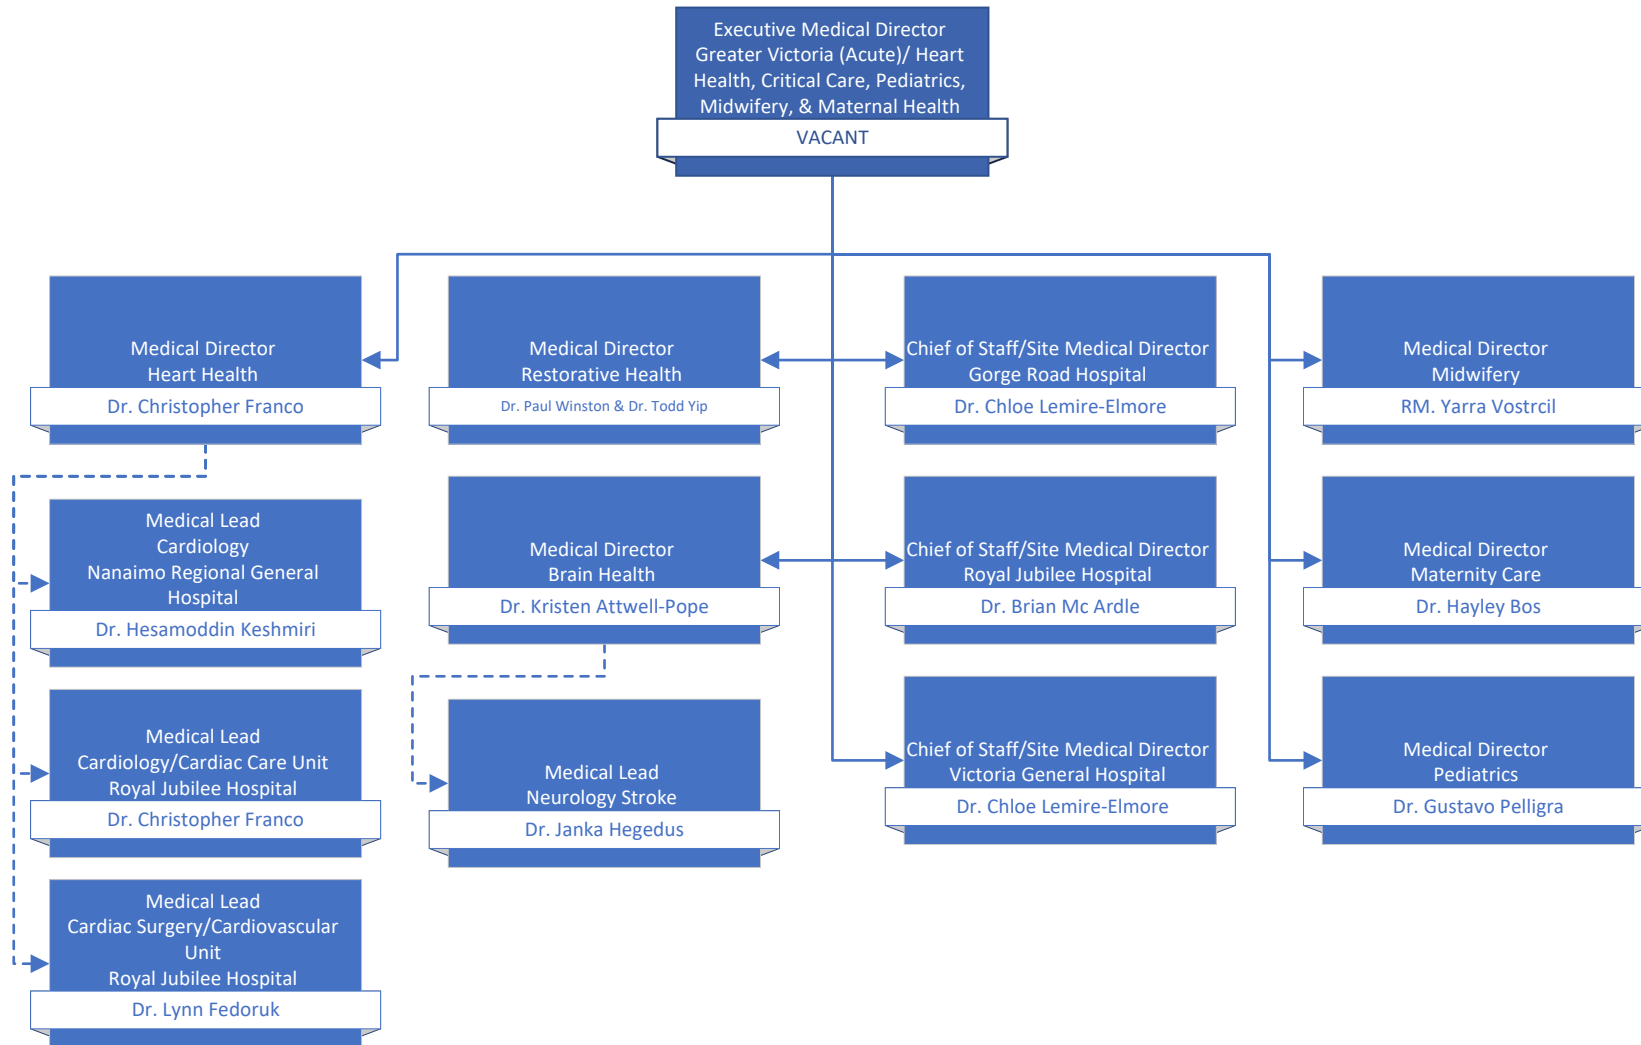 Executive Medical Director
Greater Victoria (Acute)/ Heart
Health, Critical Care, Pediatrics,
Midwifery, & Maternal Health
VACANT
Medical Director
Heart Health
Dr. Christopher Franco
Medical Director
Restorative Health
Dr. Paul Winston & Dr. Todd Yip
Chief of Staff/Site Medical Director
Gorge Road Hospital
Dr. Chloe Lemire-Elmore
Medical Director
Midwifery
RM. Yarra Vostrcil
Medical Lead
Cardiology
Nanaimo Regional General
Hospital
Dr. Hesamoddin Keshmiri
Medical Director
Brain Health
Dr. Kristen Attwell-Pope
Chief of Staff/Site Medical Director
Royal Jubilee Hospital
Dr. Brian Mc Ardle
Medical Director
Maternity Care
Dr. Hayley Bos
Medical Lead
Cardiology/Cardiac Care Unit
Royal Jubilee Hospital
Dr. Christopher Franco
Medical Lead
Neurology Stroke
Dr. Janka Hegedus
Chief of Staff/Site Medical Director
Victoria General Hospital
Dr. Chloe Lemire-Elmore
Medical Director
Pediatrics
Dr. Gustavo Pelligra
Medical Lead
Cardiac Surgery/Cardiovascular
Unit
Royal Jubilee Hospital
Dr. Lynn Fedoruk